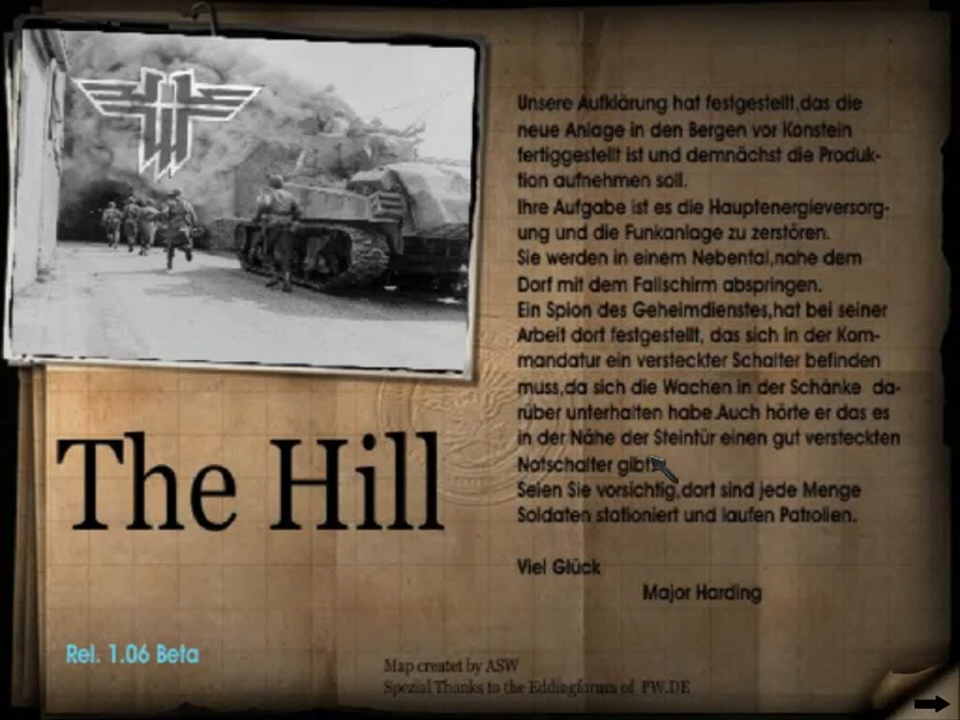 Unsere Aufklärung hat festgestellt,das die
neue Anlage in den Bergen vor Konstein
fertiggestellt ist und demnächst die Produk-
tion aufnehmen soll.
Ihre Aufgabe ist es die Hauptenergieversorg-
ung und die Funkanlage zu zerstören.
Sie werden in einem Nebental,nahe dem
Dorf mit dem Fallschirm abspringen.
Ein Spion des Geheimdienstes,hat bei seiner
Arbeit dort festgestellt, das sich in der Kom-
mandatur ein versteckter Schalter befinden
muss,da sich die Wachen in der Schänke da-
rüber unterhalten habe.Auch hörte er das es
in der Nähe der Steintür einen gut versteckten
Notschalter gibt.
Seien Sie vorsichtig,dort sind jede Menge
Soldaten stationiert und laufen Patrolien.
Viel Glück
Major Harding
The Hill
Rel. 1.06 Beta
Map createt by ASW
Spezial Thanks to the Eddingforum of PW.DE